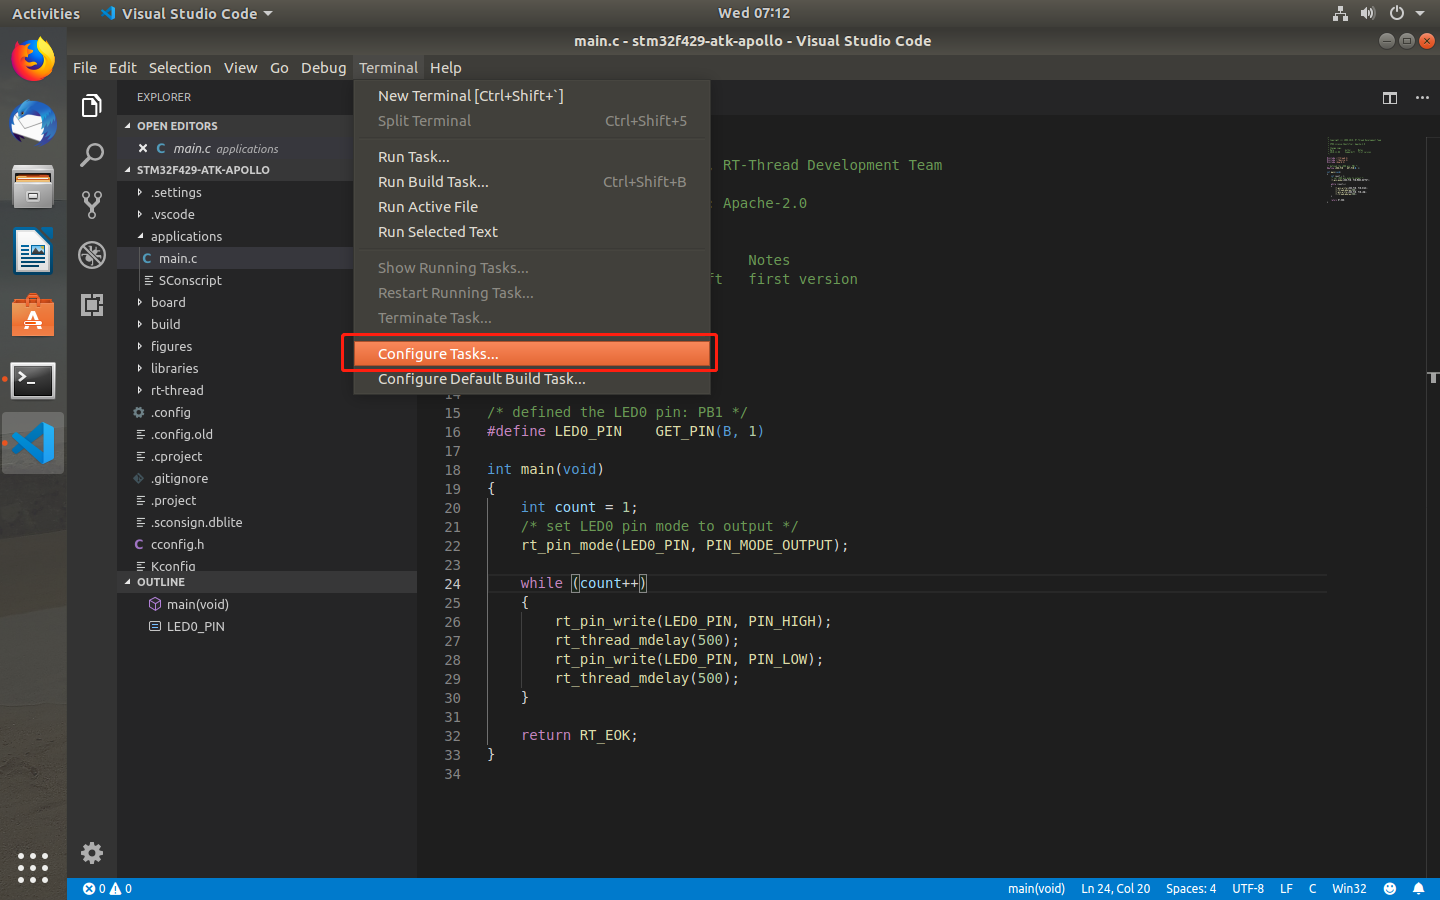 Activities
Visual Studio Code
Wed 07:12
main.c - stm32f429-atk-apollo - Visual Studio Code
File Edit Selection View Go Debug Terminal Help
EXPLORER
OPEN EDITORS
main.c applications
STM32F429-ATK-APOLLO
.settings
.vscode
applications
main.c
SConscript
board
build
figures
libraries
rt-thread
.config
.config.old
.cproject
.gitignore
.project
.sconsign.dblite
cconfig.h
Kconfig
OUTLINE
main(void)
LED0_PIN
New Terminal [Ctrl+Shift+`]
Split Terminal Ctrl+Shift+5
Run Task...
Run Build Task... Ctrl+Shift+B
Run Active File
Run Selected Text
Show Running Tasks...
Restart Running Task...
Terminate Task...
Configure Tasks...
Configure Default Build Task...
RT-Thread Development Team
Apache-2.0
Notes
ft first version
14
15 /* defined the LED0 pin: PB1 */
16 #define LED0_PIN    GET_PIN(B, 1)
17
18 int main(void)
19 {
20     int count = 1;
21     /* set LED0 pin mode to output */
22     rt_pin_mode(LED0_PIN, PIN_MODE_OUTPUT);
23
24     while (count++)
25     {
26         rt_pin_write(LED0_PIN, PIN_HIGH);
27         rt_thread_mdelay(500);
28         rt_pin_write(LED0_PIN, PIN_LOW);
29         rt_thread_mdelay(500);
30     }
31
32     return RT_EOK;
33 }
34
0 0
main(void) Ln 24, Col 20 Spaces: 4 UTF-8 LF C Win32